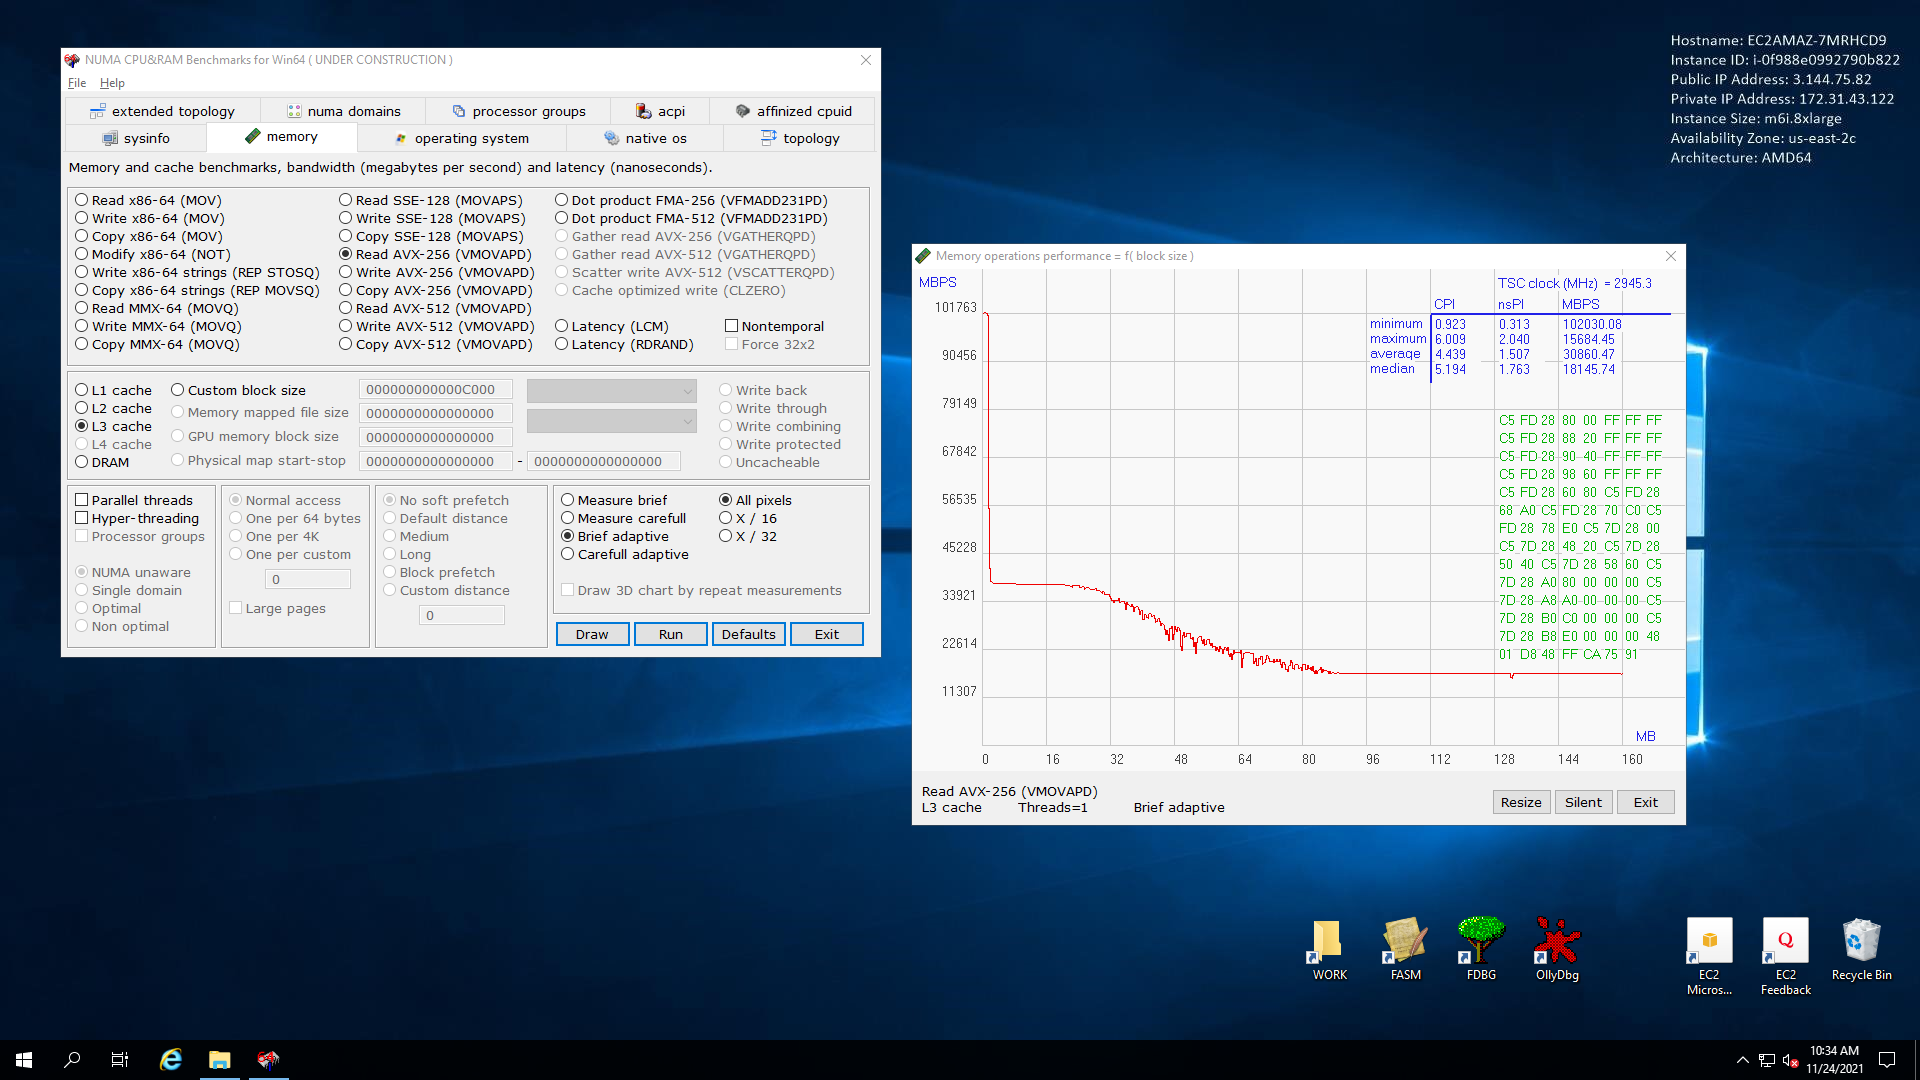 Hostname: EC2AMAZ-7MRHCD9
Instance ID: i-0f988e0992790b822
Public IP Address: 3.144.75.82
Private IP Address: 172.31.43.122
Instance Size: m6i.8xlarge
Availability Zone: us-east-2c
Architecture: AMD64
NUMA CPU&RAM Benchmarks for Win64 ( UNDER CONSTRUCTION )
File Help
extended topology numa domains processor groups acpi affinized cpuid
sysinfo memory operating system native os topology
Memory and cache benchmarks, bandwidth (megabytes per second) and latency (nanoseconds).
Read x86-64 (MOV) Read SSE-128 (MOVAPS) Dot product FMA-256 (VFMADD231PD)
Write x86-64 (MOV) Write SSE-128 (MOVAPS) Dot product FMA-512 (VFMADD231PD)
Copy x86-64 (MOV) Copy SSE-128 (MOVAPS) Gather read AVX-256 (VGATHERQPD)
Modify x86-64 (NOT) Read AVX-256 (VMOVAPD) Gather read AVX-512 (VGATHERQPD)
Write x86-64 strings (REP STOSQ) Write AVX-256 (VMOVAPD) Scatter write AVX-512 (VSCATTERQPD)
Copy x86-64 strings (REP MOVSQ) Copy AVX-256 (VMOVAPD) Cache optimized write (CLZERO)
Read MMX-64 (MOVQ) Read AVX-512 (VMOVAPD)
Write MMX-64 (MOVQ) Write AVX-512 (VMOVAPD) Latency (LCM) Nontemporal
Copy MMX-64 (MOVQ) Copy AVX-512 (VMOVAPD) Latency (RDRAND) Force 32x2
L1 cache Custom block size 000000000000C000 Write back
L2 cache Memory mapped file size 0000000000000000 Write through
L3 cache Write combining
L4 cache GPU memory block size 0000000000000000 Write protected
DRAM Physical map start-stop 0000000000000000 - 0000000000000000 Uncacheable
Parallel threads Normal access No soft prefetch Measure brief All pixels
Hyper-threading One per 64 bytes Default distance Measure carefull X / 16
Processor groups One per 4K Medium Brief adaptive X / 32
One per custom Long Carefull adaptive
NUMA unaware 0 Block prefetch
Single domain Custom distance Draw 3D chart by repeat measurements
Optimal Large pages 0
Non optimal
Draw Run Defaults Exit
Memory operations performance = f( block size )
MBPS TSC clock (MHz) = 2945.3
CPI nsPI MBPS
minimum 0.923 0.313 102030.08
maximum 6.009 2.040 15684.45
average 4.439 1.507 30860.47
median 5.194 1.763 18145.74
101763
90456
79149
67842
56535
45228
33921
22614
11307
C5 FD 28 80 00 FF FF FF
C5 FD 28 88 20 FF FF FF
C5 FD 28 90 40 FF FF FF
C5 FD 28 98 60 FF FF FF
C5 FD 28 60 80 C5 FD 28
68 A0 C5 FD 28 70 C0 C5
FD 28 78 E0 C5 7D 28 00
C5 7D 28 48 20 C5 7D 28
50 40 C5 7D 28 58 60 C5
7D 28 A0 80 00 00 00 C5
7D 28 A8 A0 00 00 00 C5
7D 28 B0 C0 00 00 00 C5
7D 28 B8 E0 00 00 00 48
01 D8 48 FF CA 75 91
MB
0 16 32 48 64 80 96 112 128 144 160
Read AVX-256 (VMOVAPD)
L3 cache Threads=1 Brief adaptive
Resize Silent Exit
WORK FASM FDBG OllyDbg EC2 Micros... EC2 Feedback Recycle Bin
10:34 AM
11/24/2021